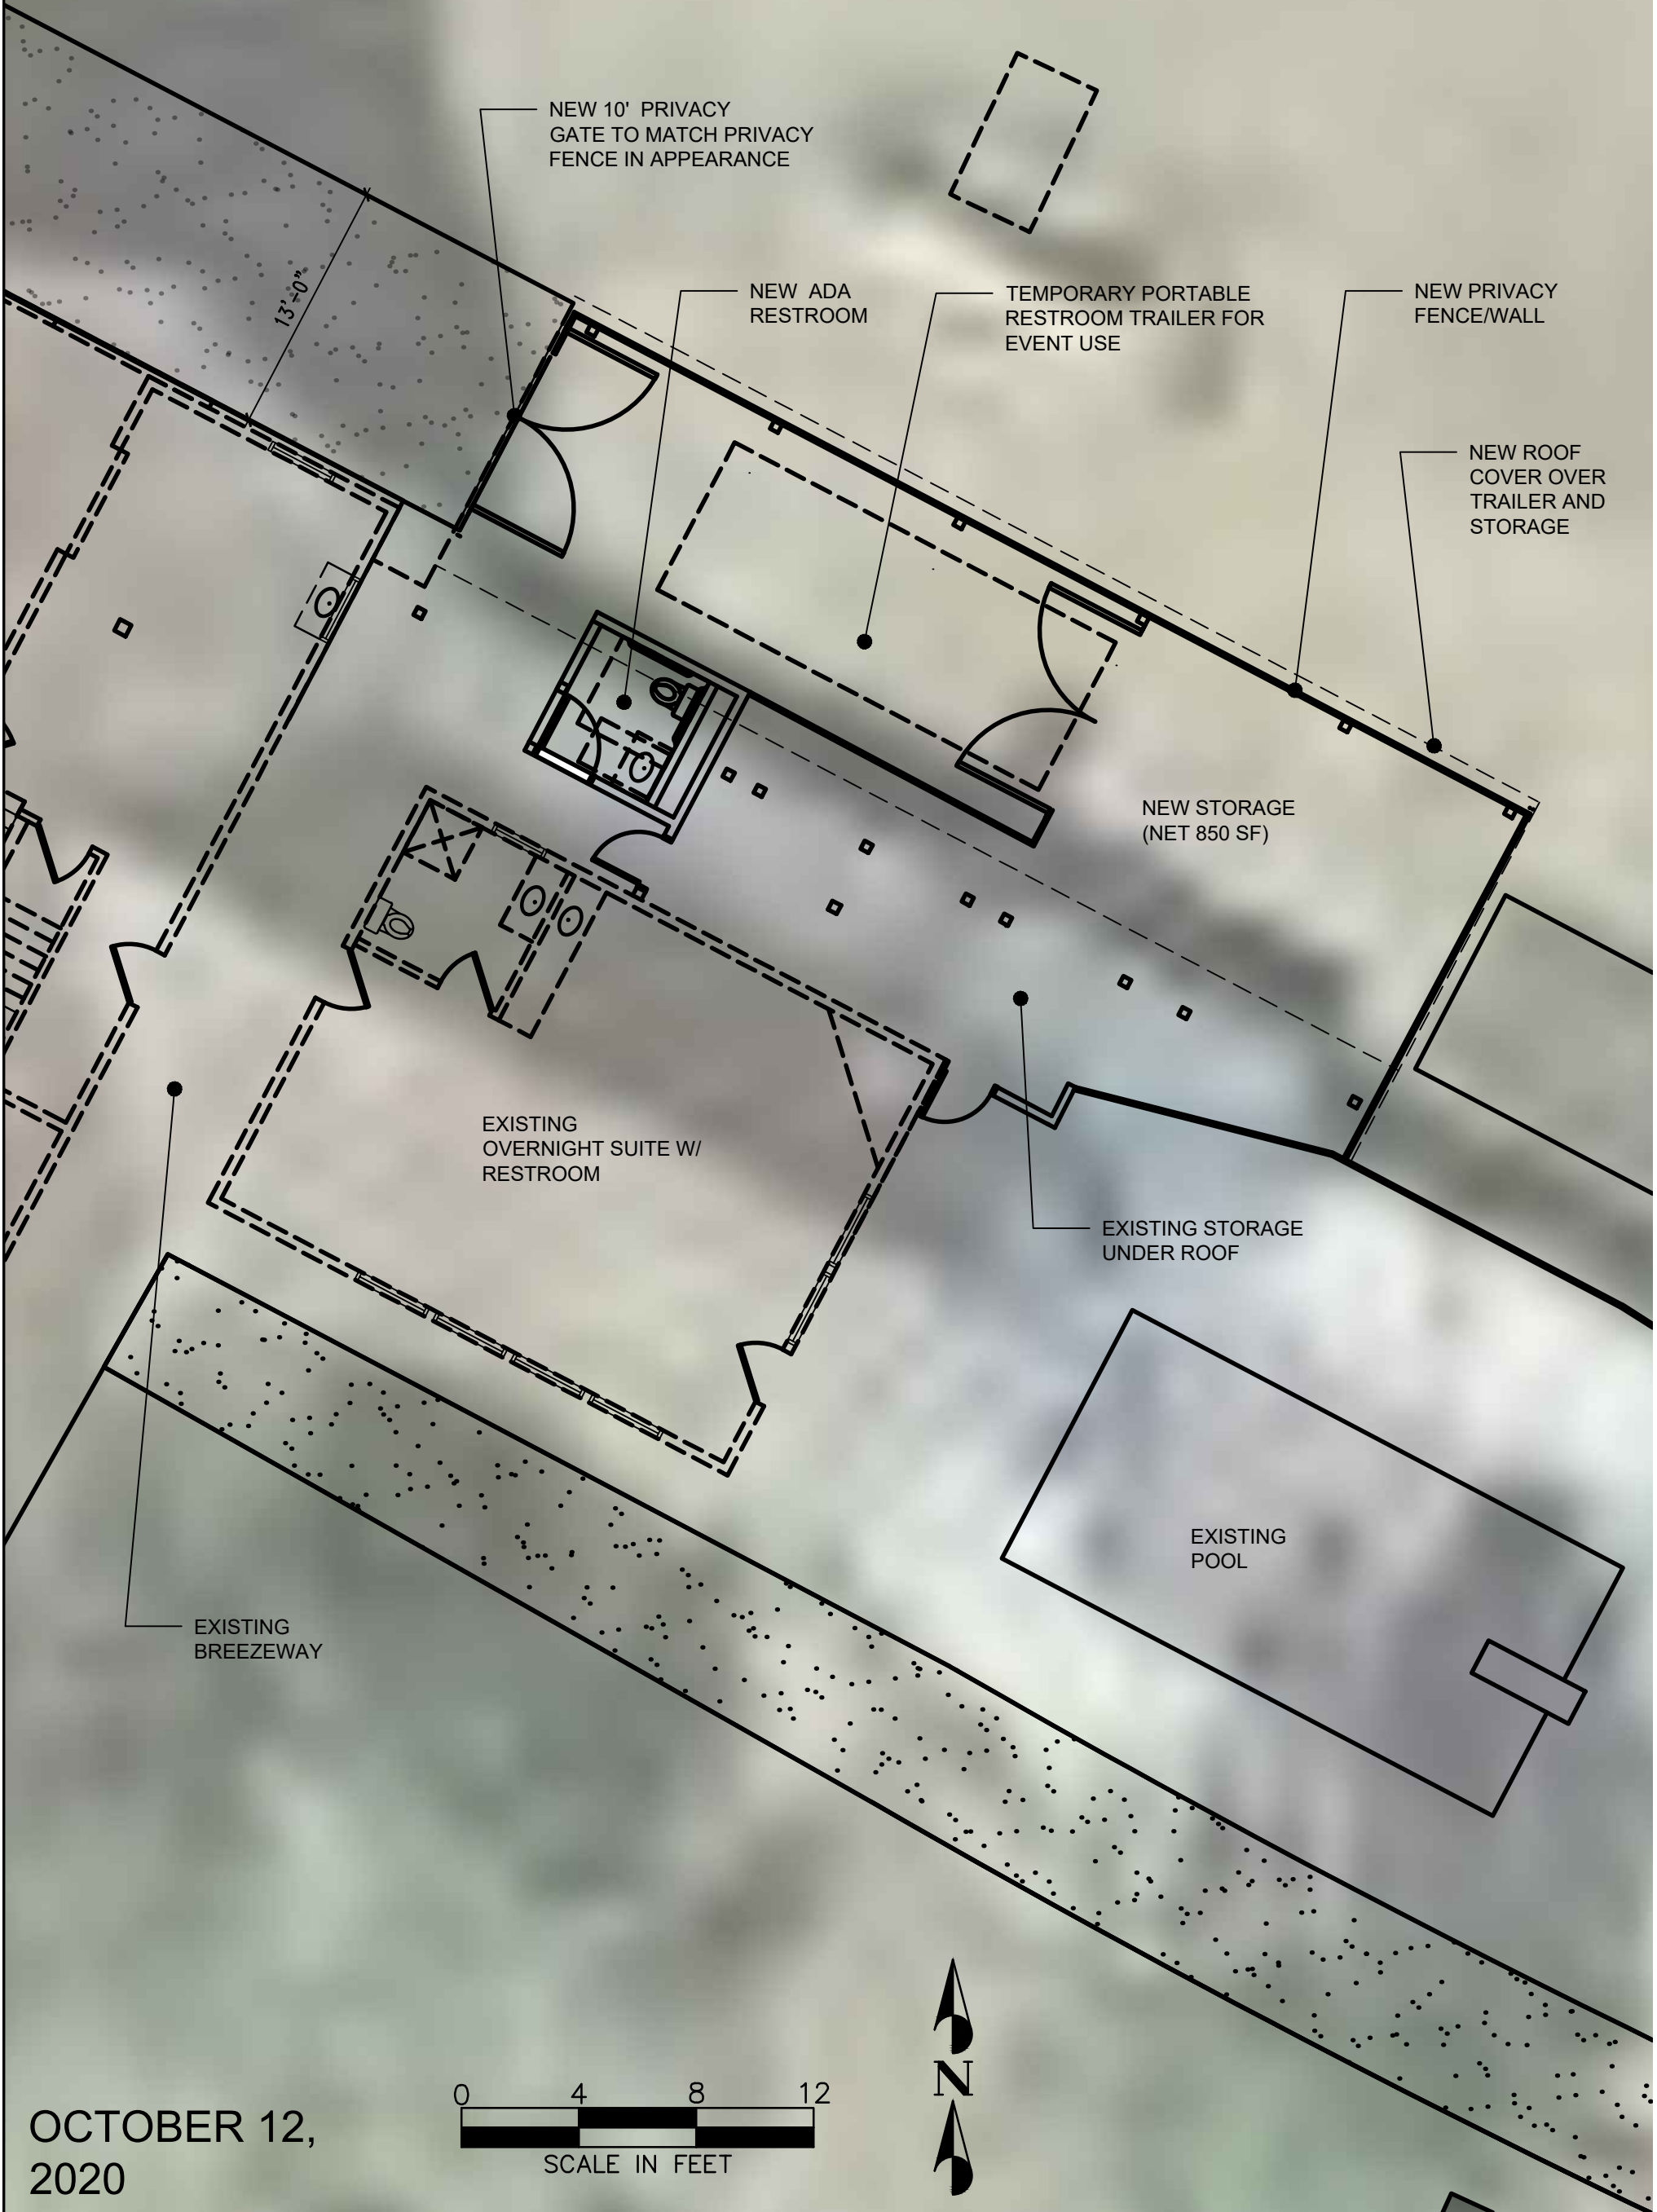 NEW 10' PRIVACY
GATE TO MATCH PRIVACY
FENCE IN APPEARANCE
13'-0"
NEW ADA
RESTROOM
TEMPORARY PORTABLE
RESTROOM TRAILER FOR
EVENT USE
NEW PRIVACY
FENCE/WALL
NEW ROOF
COVER OVER
TRAILER AND
STORAGE
NEW STORAGE
(NET 850 SF)
EXISTING
OVERNIGHT SUITE W/
RESTROOM
EXISTING STORAGE
UNDER ROOF
EXISTING
POOL
EXISTING
BREEZEWAY
OCTOBER 12,
2020
0 4 8 12
SCALE IN FEET
N